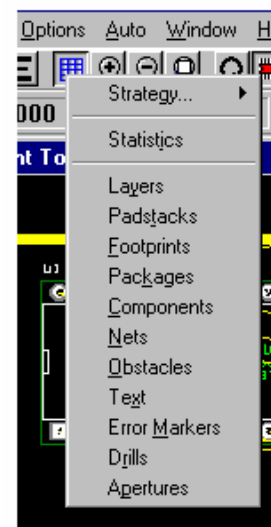 Options Auto Window H
000
nt To
Strategy...
Statistics
Layers
Padstacks
Footprints
Packages
Components
Nets
Obstacles
Text
Error Markers
Drills
Apertures
U1